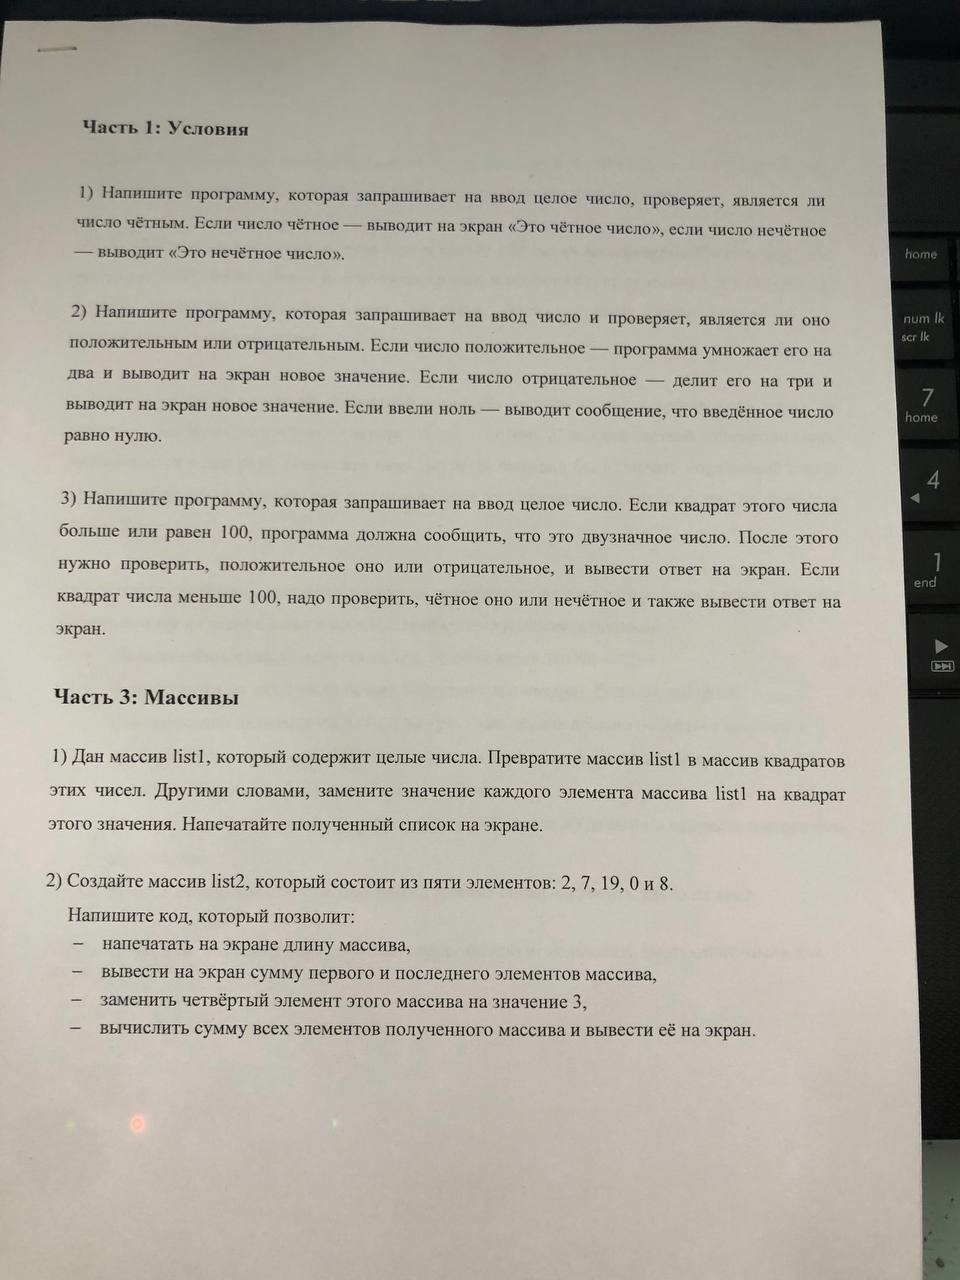 Часть 1: Условия
1) Напишите программу, которая запрашивает на ввод целое число, проверяет, является ли
число чётным. Если число чётное — выводит на экран «Это чётное число», если число нечётное
— выводит «Это нечётное число».
2) Напишите программу, которая запрашивает на ввод число и проверяет, является ли оно
положительным или отрицательным. Если число положительное — программа умножает его на
два и выводит на экран новое значение. Если число отрицательное — делит его на три и
выводит на экран новое значение. Если ввели ноль — выводит сообщение, что введённое число
равно нулю.
3) Напишите программу, которая запрашивает на ввод целое число. Если квадрат этого числа
больше или равен 100, программа должна сообщить, что это двузначное число. После этого
нужно проверить, положительное оно или отрицательное, и вывести ответ на экран. Если
квадрат числа меньше 100, надо проверить, чётное оно или нечётное и также вывести ответ на
экран.
Часть 3: Массивы
1) Дан массив list1, который содержит целые числа. Превратите массив list1 в массив квадратов
этих чисел. Другими словами, замените значение каждого элемента массива list1 на квадрат
этого значения. Напечатайте полученный список на экране.
2) Создайте массив list2, который состоит из пяти элементов: 2, 7, 19, 0 и 8.
Напишите код, который позволит:
– напечатать на экране длину массива,
– вывести на экран сумму первого и последнего элементов массива,
– заменить четвёртый элемент этого массива на значение 3,
– вычислить сумму всех элементов полученного массива и вывести её на экран.
home
num lk
scr lk
7
home
4
1
end